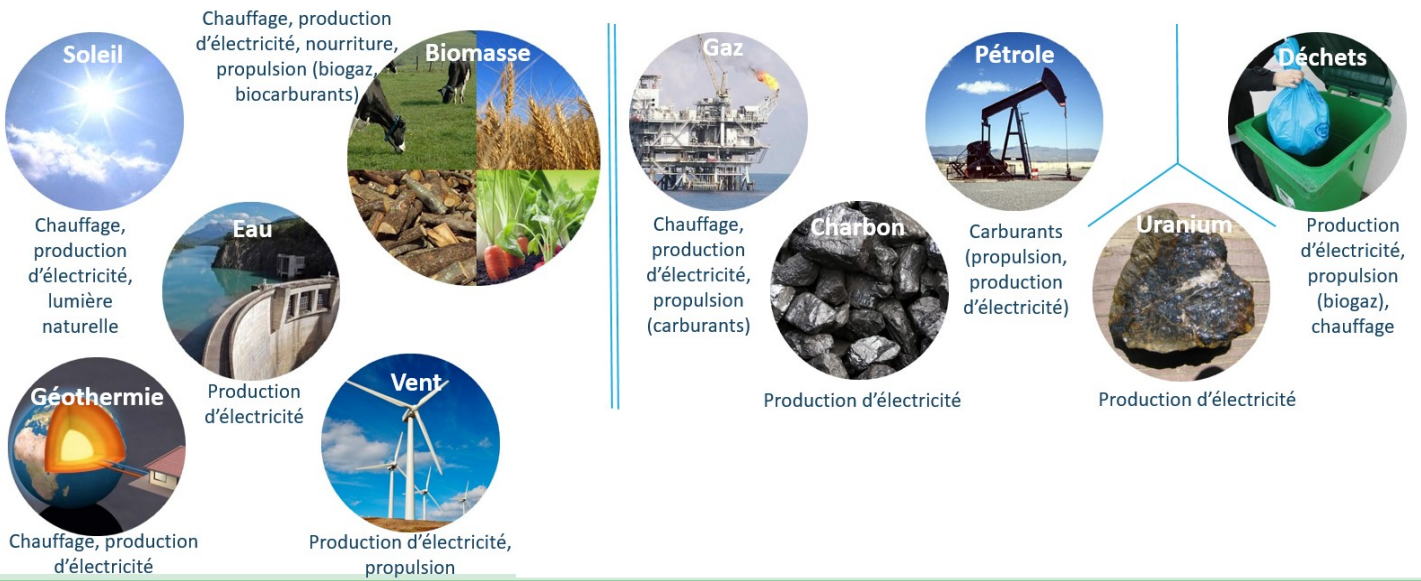 Soleil
Chauffage,
production
d’électricité,
lumière
naturelle
Chauffage, production
d’électricité, nourriture,
propulsion (biogaz,
biocarburants)
Biomasse
Eau
Production
d’électricité
Géothermie
Chauffage, production
d’électricité
Vent
Production d’électricité,
propulsion
Gaz
Chauffage,
production
d’électricité,
propulsion
(carburants)
Charbon
Production d’électricité
Pétrole
Carburants
(propulsion,
production
d’électricité)
Uranium
Production d’électricité
Déchets
Production
d’électricité,
propulsion
(biogaz),
chauffage